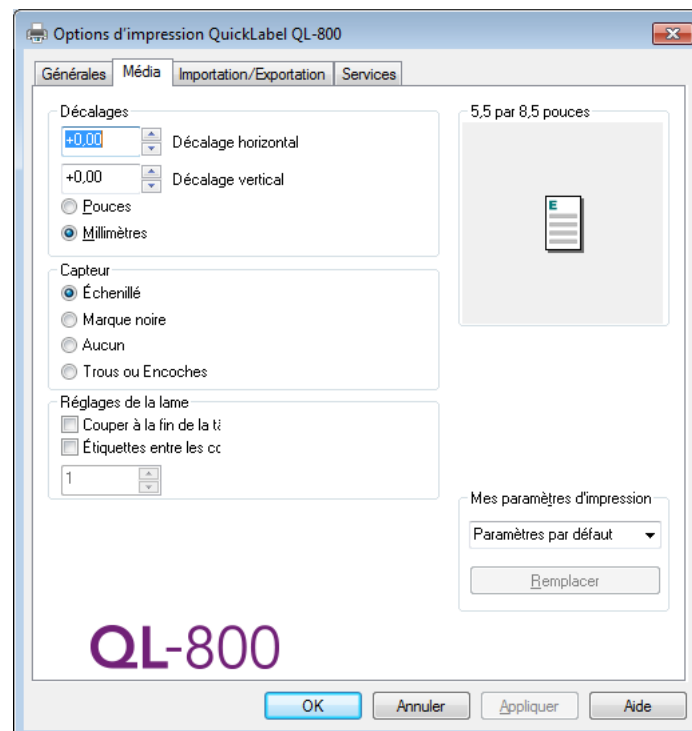 Options d'impression QuickLabel QL-800
Générales
Média
Importation/Exportation
Services
Décalages
+0,00
Décalage horizontal
+0,00
Décalage vertical
Pouces
Millimètres
Capteur
Échenillé
Marque noire
Aucun
Trous ou Encoches
Réglages de la lame
Couper à la fin de la tâ
Étiquettes entre les co
1
5,5 par 8,5 pouces
E
Mes paramètres d'impression
Paramètres par défaut
Remplacer
QL-800
OK
Annuler
Appliquer
Aide